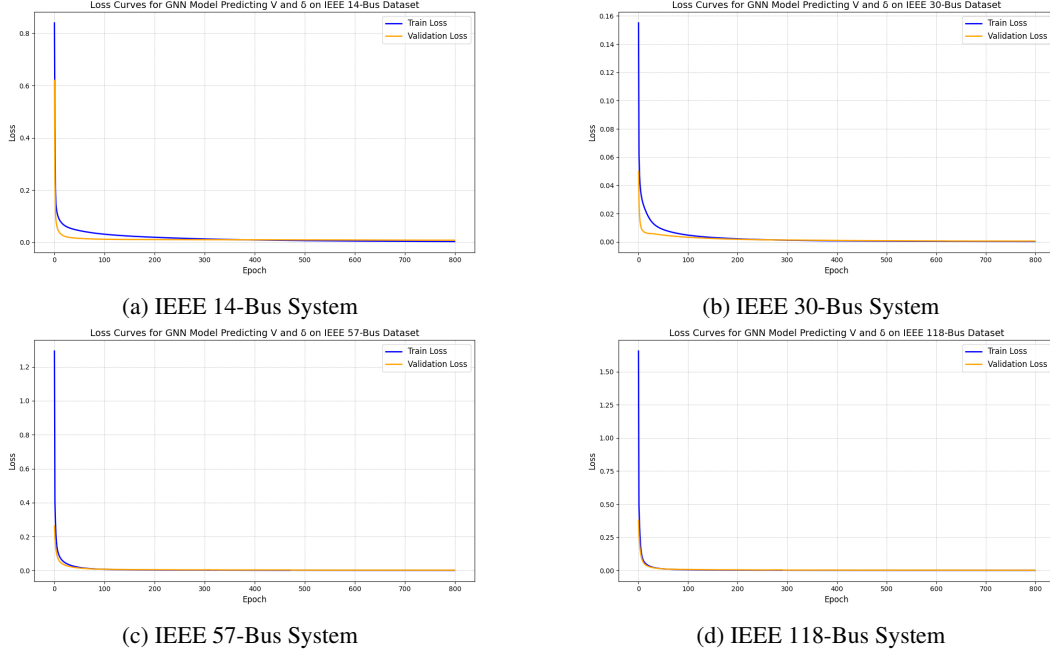 Loss Curves for GNN Model Predicting V and δ on IEEE 14-Bus Dataset
Train Loss
Validation Loss
0.8
0.6
0.4
0.2
0.0
Loss
0 100 200 300 400 500 600 700 800
Epoch
(a) IEEE 14-Bus System
Loss Curves for GNN Model Predicting V and δ on IEEE 30-Bus Dataset
Train Loss
Validation Loss
0.16
0.14
0.12
0.10
0.08
0.06
0.04
0.02
0.00
Loss
0 100 200 300 400 500 600 700 800
Epoch
(b) IEEE 30-Bus System
Loss Curves for GNN Model Predicting V and δ on IEEE 57-Bus Dataset
Train Loss
Validation Loss
1.2
1.0
0.8
0.6
0.4
0.2
0.0
Loss
0 100 200 300 400 500 600 700 800
Epoch
(c) IEEE 57-Bus System
Loss Curves for GNN Model Predicting V and δ on IEEE 118-Bus Dataset
Train Loss
Validation Loss
1.50
1.25
1.00
0.75
0.50
0.25
0.00
Loss
0 100 200 300 400 500 600 700 800
Epoch
(d) IEEE 118-Bus System